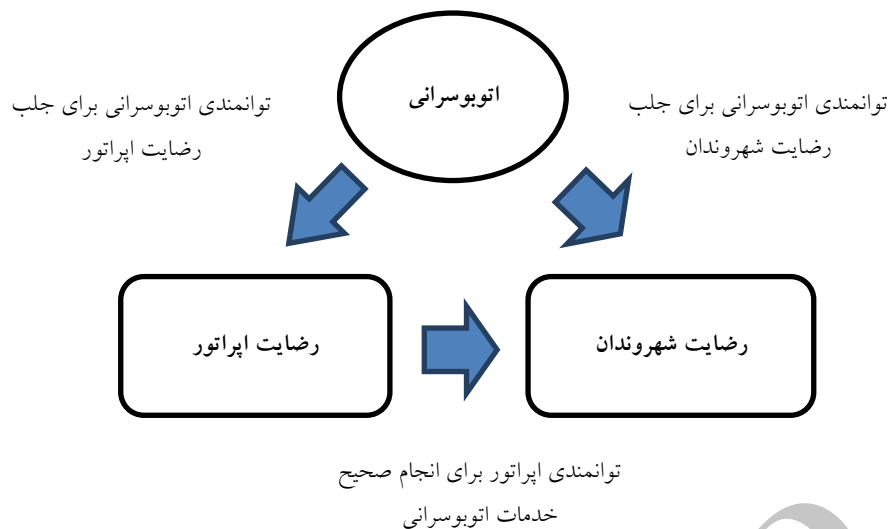 اتوبوسرانی
توانمندی اتوبوسرانی برای جلب
رضایت شهروندان
توانمندی اتوبوسرانی برای جلب
رضایت اپراتور
رضایت شهروندان
رضایت اپراتور
توانمندی اپراتور برای انجام صحیح
خدمات اتوبوسرانی